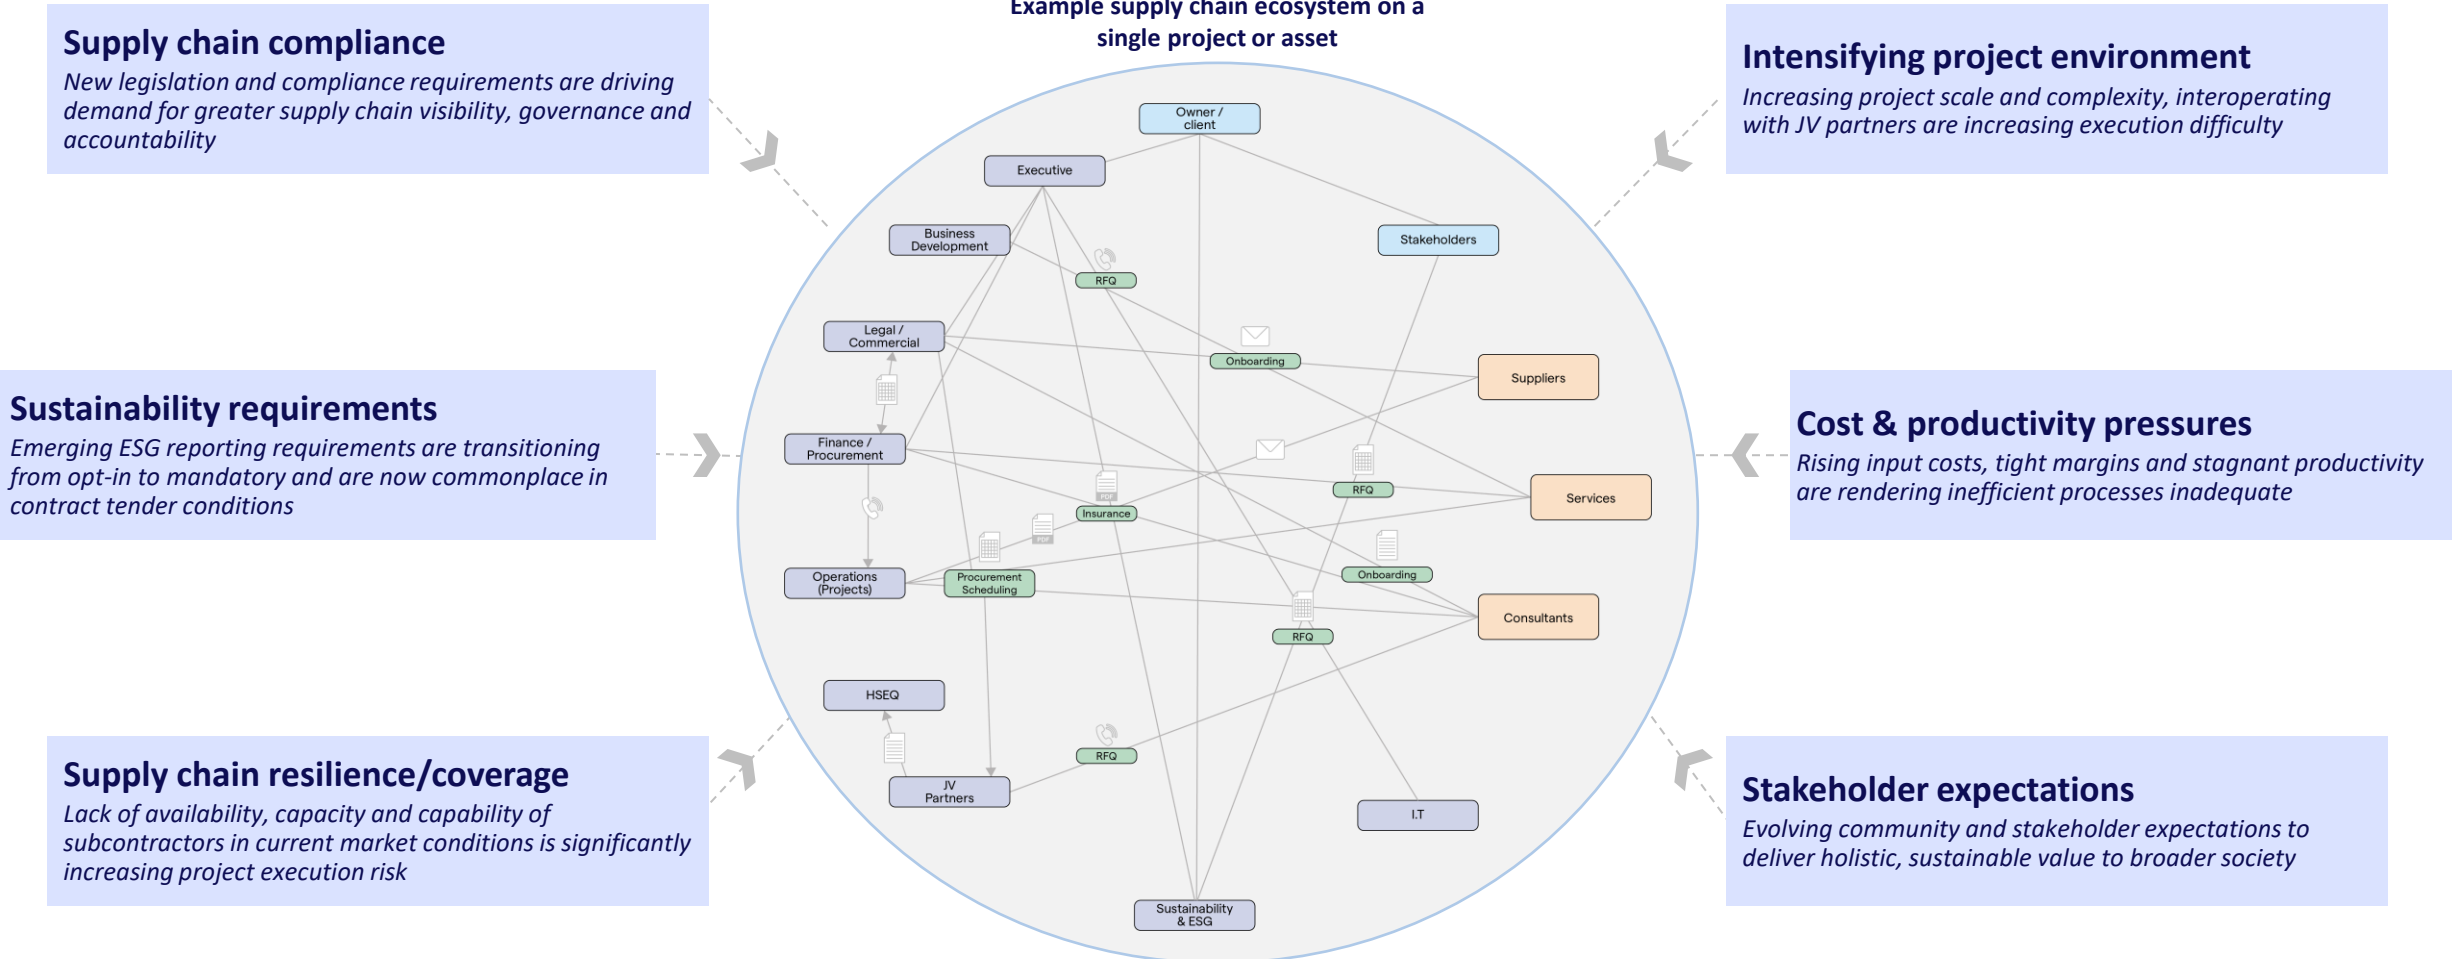 Example supply chain ecosystem on a
single project or asset
Supply chain compliance
New legislation and compliance requirements are driving
demand for greater supply chain visibility, governance and
accountability
Sustainability requirements
Emerging ESG reporting requirements are transitioning
from opt-in to mandatory and are now commonplace in
contract tender conditions
Supply chain resilience/coverage
Lack of availability, capacity and capability of
subcontractors in current market conditions is significantly
increasing project execution risk
Owner /
client
Executive
Business
Development
Stakeholders
RFQ
Legal /
Commercial
Onboarding
Suppliers
Finance /
Procurement
PDF
RFQ
Services
Insurance
PDF
Operations
(Projects)
Procurement
Scheduling
Onboarding
Consultants
RFQ
HSEQ
RFQ
JV
Partners
I.T
Sustainability
& ESG
Intensifying project environment
Increasing project scale and complexity, interoperating
with JV partners are increasing execution difficulty
Cost & productivity pressures
Rising input costs, tight margins and stagnant productivity
are rendering inefficient processes inadequate
Stakeholder expectations
Evolving community and stakeholder expectations to
deliver holistic, sustainable value to broader society